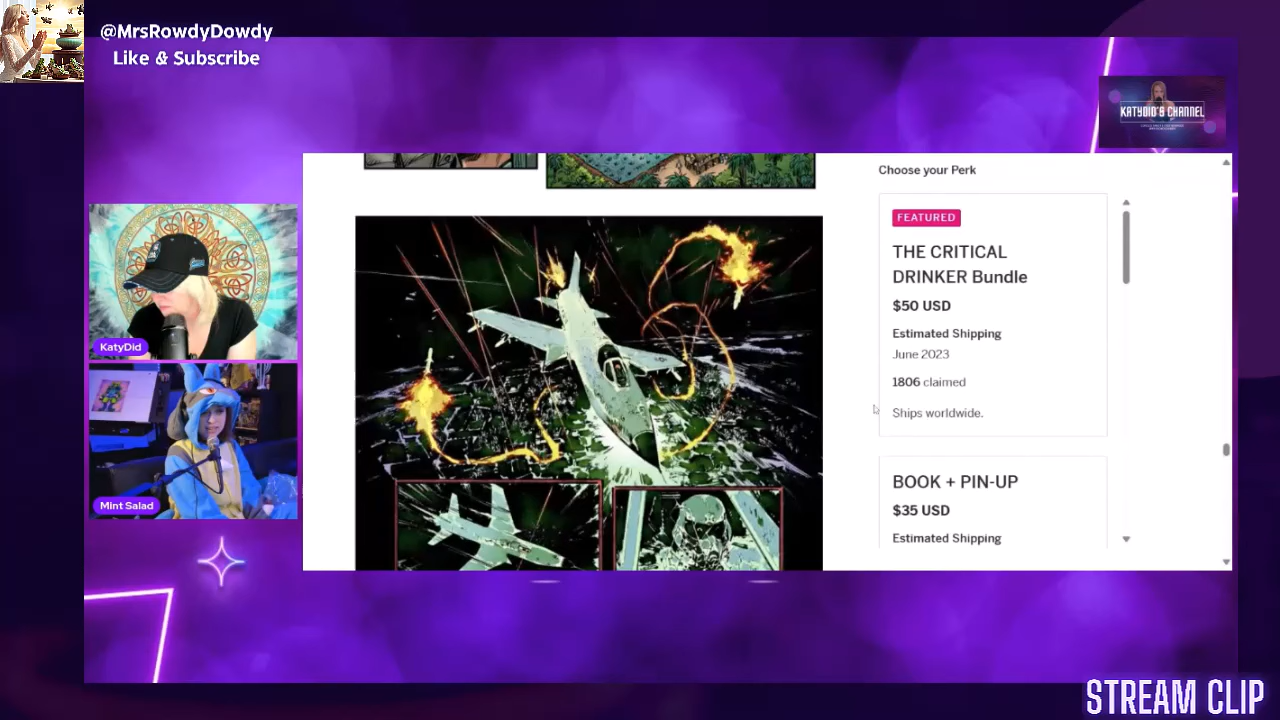 @MrsRowdyDowdy
Like & Subscribe
KATYDID'S CHANNEL
Choose your Perk
FEATURED
THE CRITICAL
DRINKER Bundle
$50 USD
Estimated Shipping
June 2023
1806 claimed
Ships worldwide.
BOOK + PIN-UP
$35 USD
Estimated Shipping
KatyDid
Mint Salad
STREAM CLIP